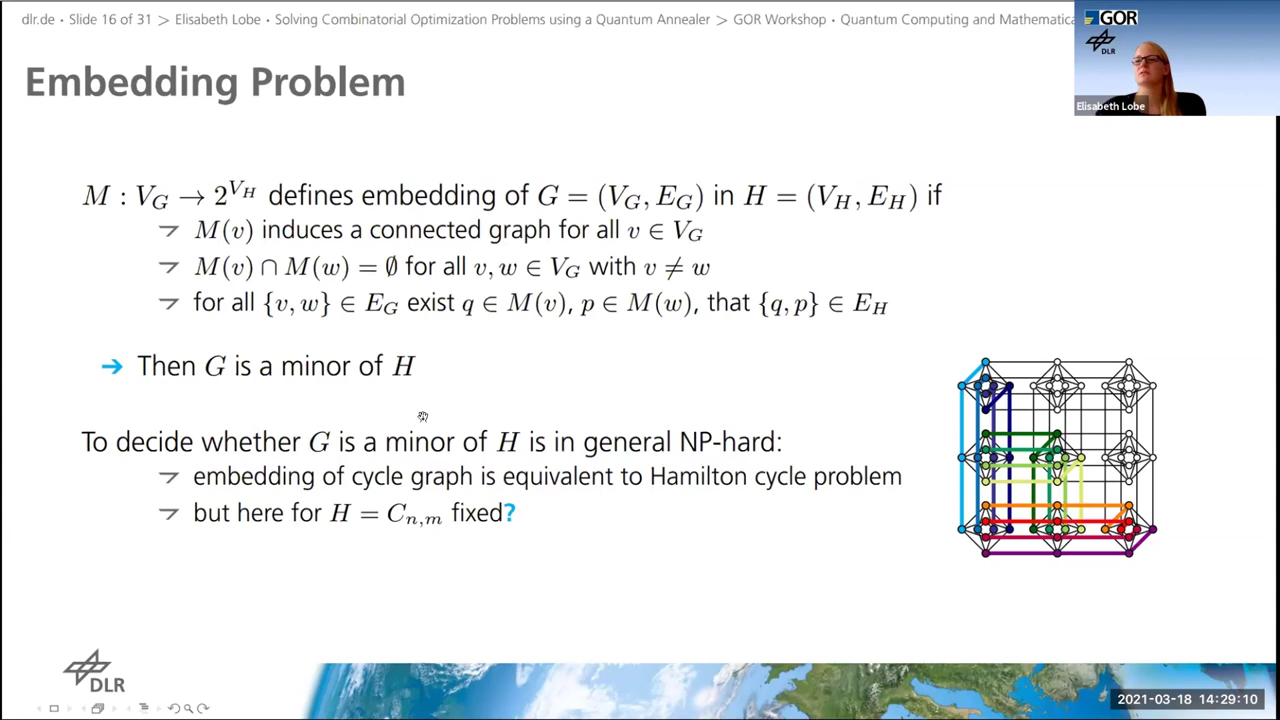 dlr.de • Slide 16 of 31 > Elisabeth Lobe • Solving Combinatorial Optimization Problems using a Quantum Annealer > GOR Workshop • Quantum Computing and
GOR
DLR
Elisabeth Lobe
Embedding Problem
M : V_G → 2^{V_H} defines embedding of G = (V_G, E_G) in H = (V_H, E_H) if
M(v) induces a connected graph for all v ∈ V_G
M(v) ∩ M(w) = ∅ for all v, w ∈ V_G with v ≠ w
for all {v, w} ∈ E_G exist q ∈ M(v), p ∈ M(w), that {q, p} ∈ E_H
➔ Then G is a minor of H
To decide whether G is a minor of H is in general NP-hard:
embedding of cycle graph is equivalent to Hamilton cycle problem
but here for H = C_{n,m} fixed?
DLR
2021-03-18 14:29:10